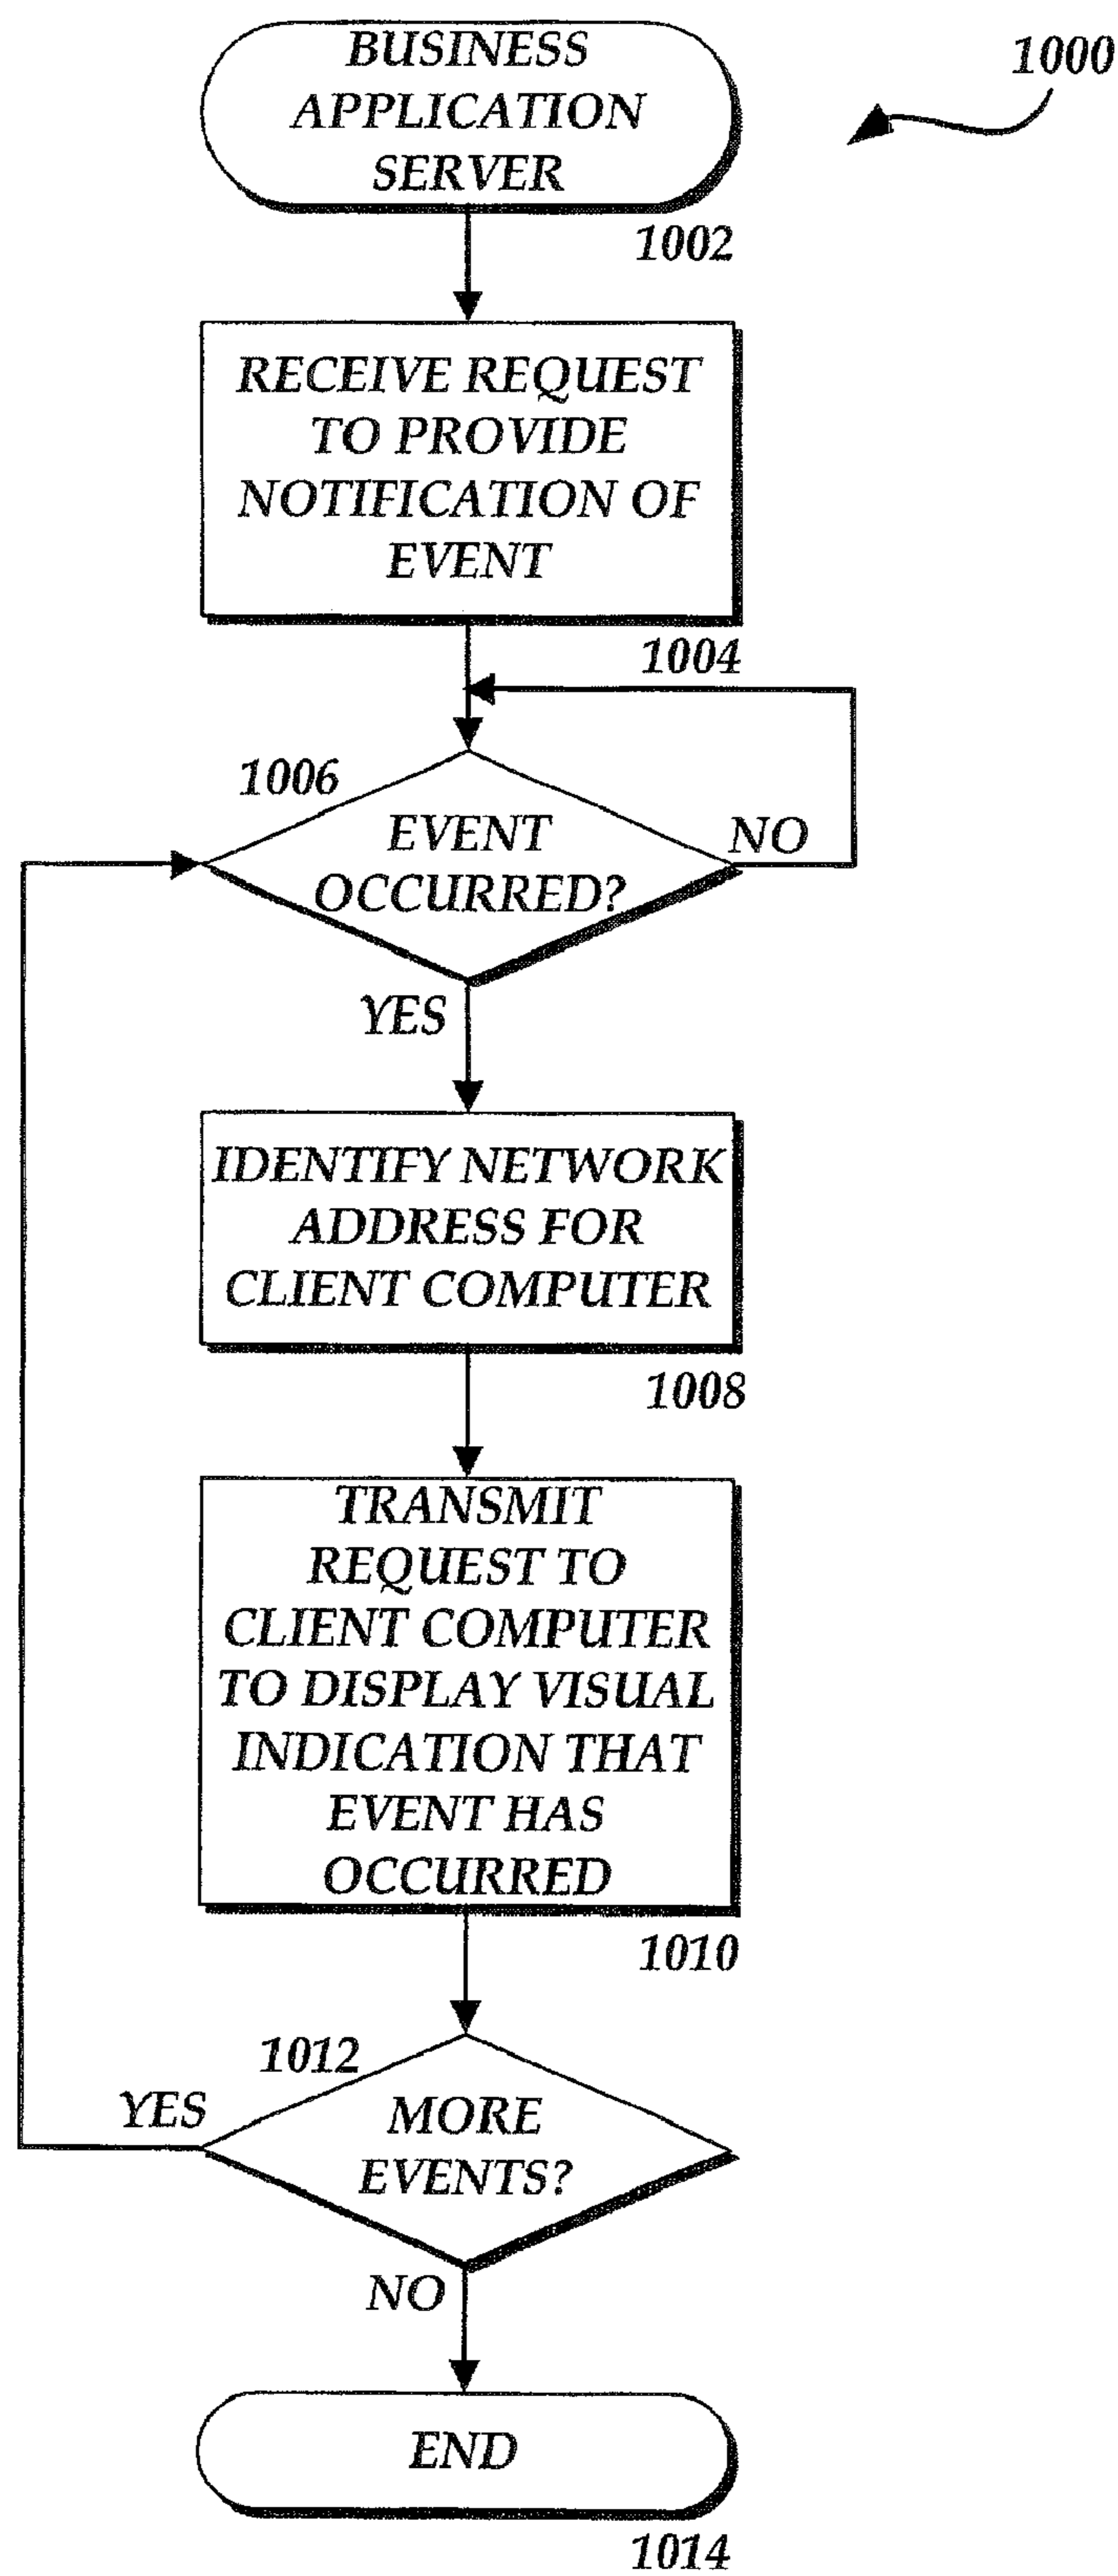 BUSINESS
APPLICATION
SERVER
1000
1002
RECEIVE REQUEST
TO PROVIDE
NOTIFICATION OF
EVENT
1004
1006
EVENT
OCCURRED?
NO
YES
IDENTIFY NETWORK
ADDRESS FOR
CLIENT COMPUTER
1008
TRANSMIT
REQUEST TO
CLIENT COMPUTER
TO DISPLAY VISUAL
INDICATION THAT
EVENT HAS
OCCURRED
1010
1012
YES
MORE
EVENTS?
NO
END
1014